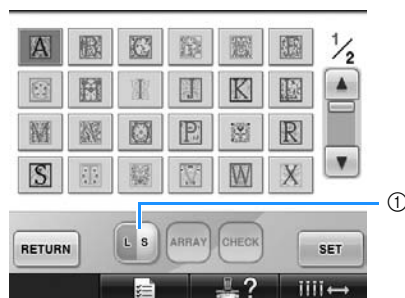 A B C D E F 1/2
G H I J K L
M N O P Q R
S T U V W X
RETURN L S ARRAY CHECK SET
①
?